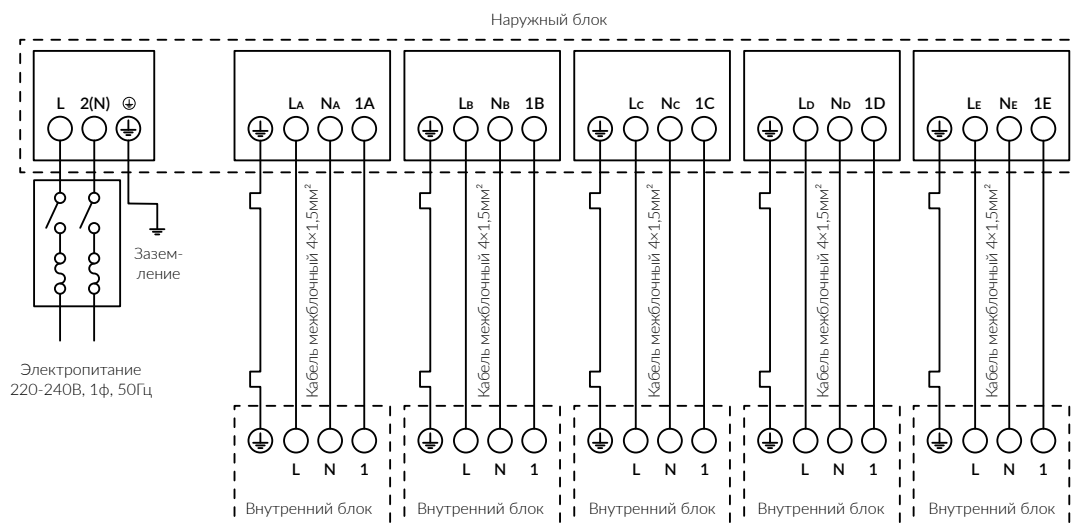 Наружный блок
L 2(N)
LA NA 1A
LB NB 1B
LC NC 1C
LD ND 1D
LE NE 1E
Кабель межблочный 4×1,5мм²
Кабель межблочный 4×1,5мм²
Кабель межблочный 4×1,5мм²
Кабель межблочный 4×1,5мм²
Кабель межблочный 4×1,5мм²
Зазем-
ление
Электропитание
220-240В, 1ф, 50Гц
L N 1
L N 1
L N 1
L N 1
L N 1
Внутренний блок
Внутренний блок
Внутренний блок
Внутренний блок
Внутренний блок